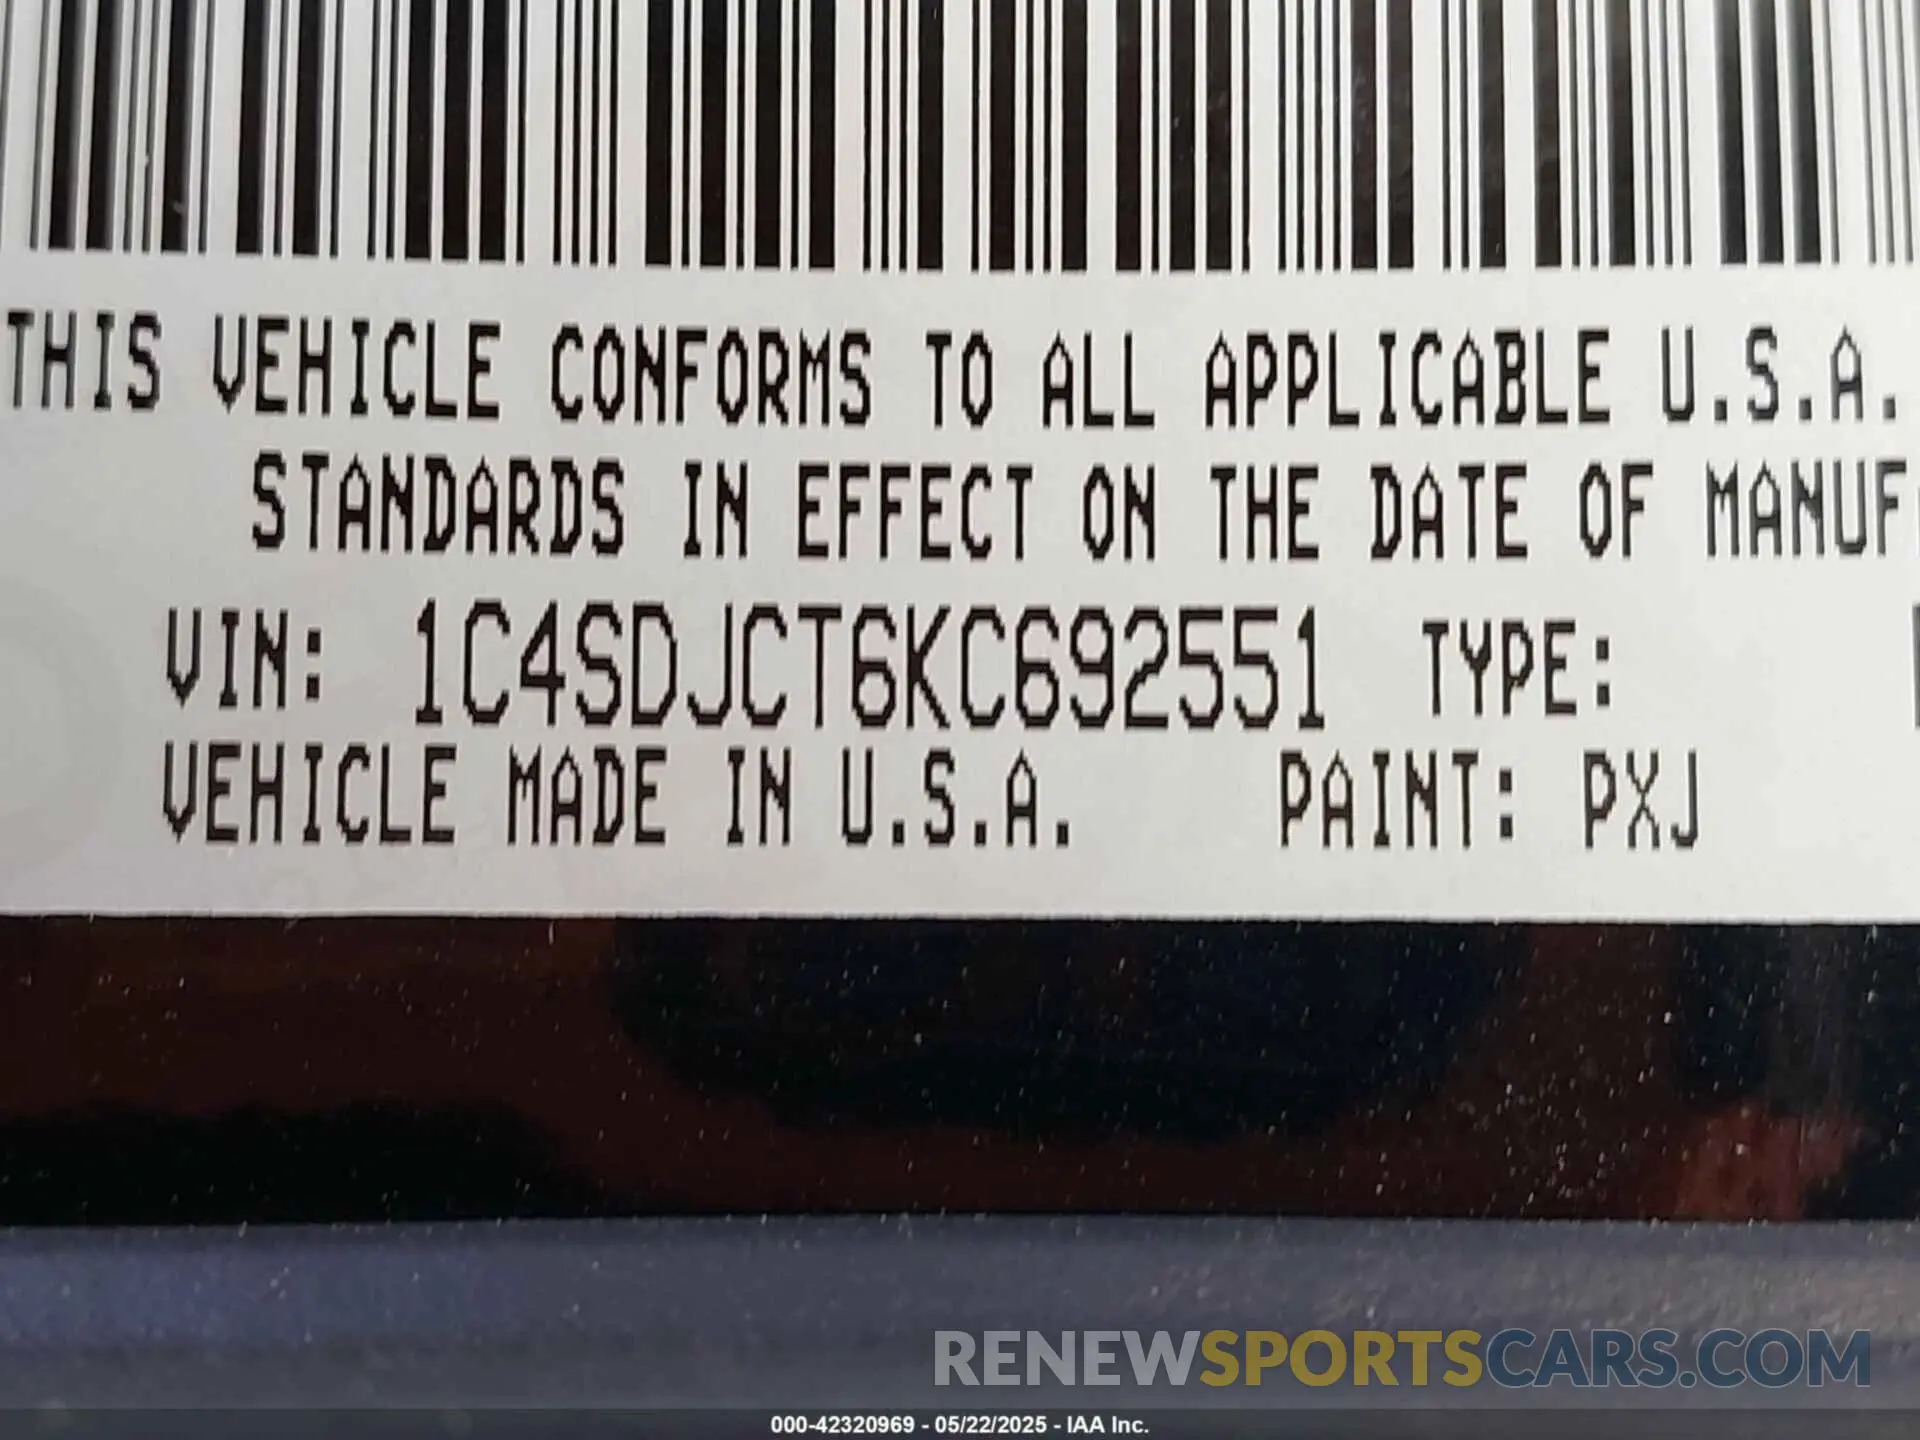 THIS VEHICLE CONFORMS TO ALL APPLICABLE U.S.A.
STANDARDS IN EFFECT ON THE DATE OF MANUF
VIN: 1C4SDJCT6KC692551 TYPE:
VEHICLE MADE IN U.S.A. PAINT: PXJ
RENEWSPORTSCARS.COM
000-42320969 - 05/22/2025 - IAA Inc.